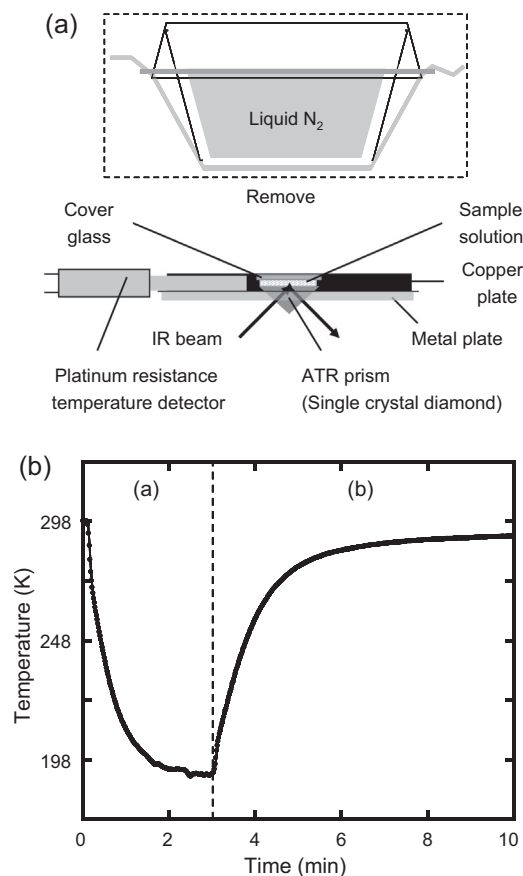 (a)
Liquid N₂
Remove
Cover
glass
Sample
solution
Copper
plate
IR beam
Metal plate
Platinum resistance
temperature detector
ATR prism
(Single crystal diamond)
(b)
(a)
(b)
298
248
198
Temperature (K)
0
2
4
6
8
10
Time (min)